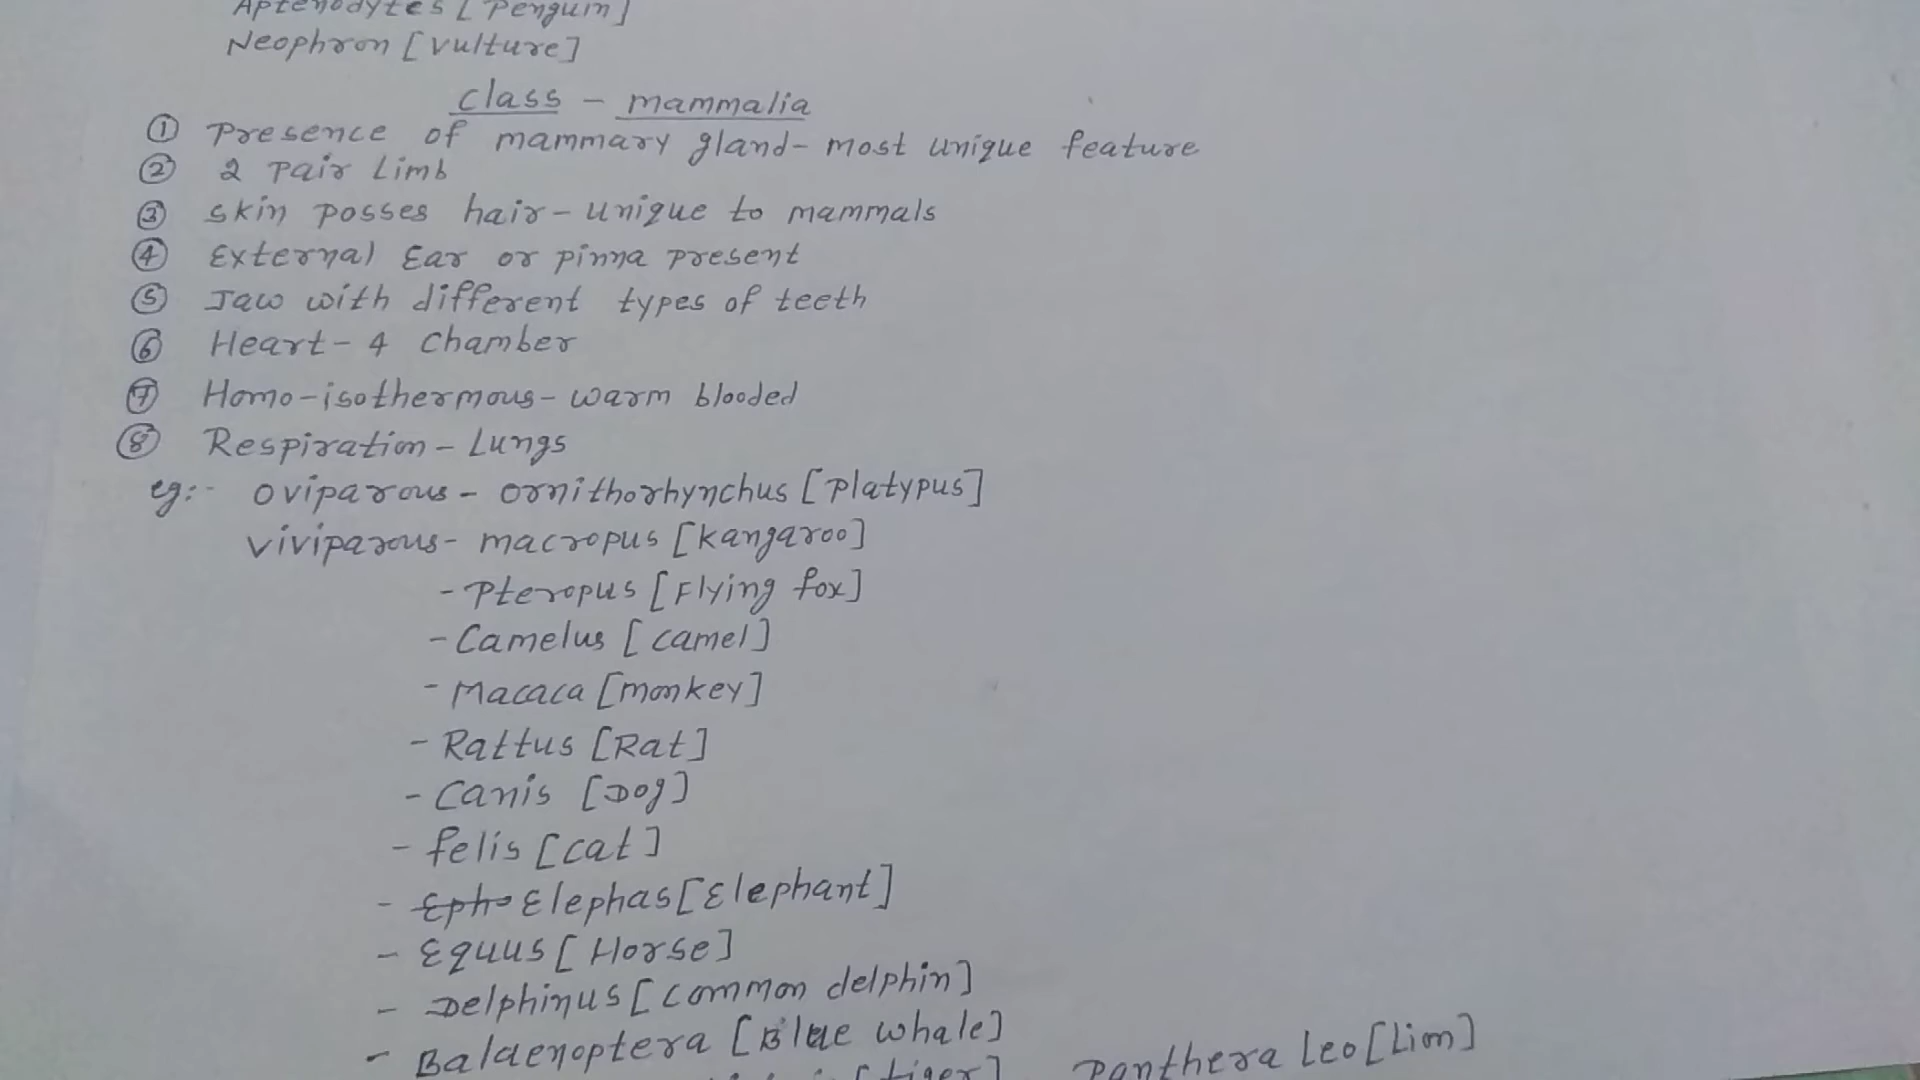 Aptenodytes [Penguin]
Neophron [vulture]
class - mammalia
① Presence of mammary gland- most unique feature
② 2 Pair Limb
③ skin posses hair - unique to mammals
④ External Ear or pinna present
⑤ Jaw with different types of teeth
⑥ Heart - 4 chamber
⑦ Homo-isothermous - warm blooded
⑧ Respiration - Lungs
eg:- oviparous - ornithorhynchus [platypus]
viviparous - macropus [kangaroo]
- Pteropus [Flying fox]
- Camelus [camel]
- Macaca [monkey]
- Rattus [Rat]
- Canis [Dog]
- felis [cat]
- Elephas [Elephant]
- Equus [Horse]
- Delphinus [common delphin]
- Balaenoptera [Blue whale]
[tiger] Panthera leo [Lion]